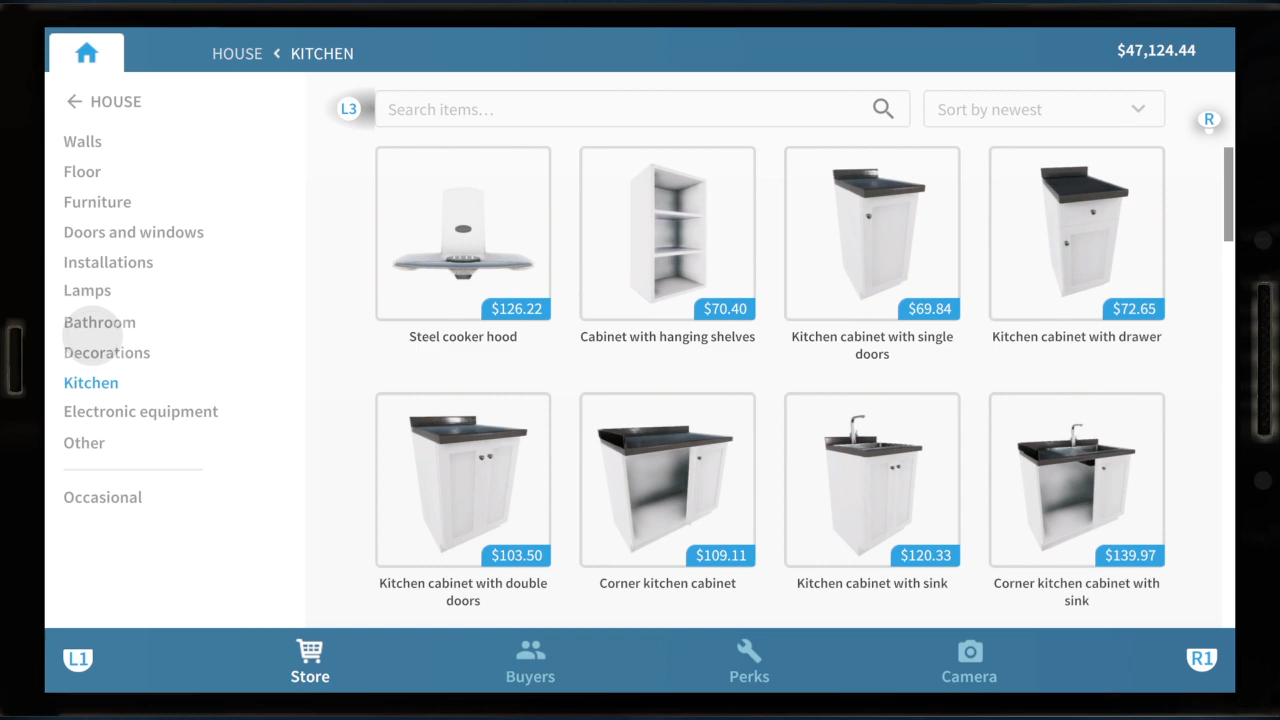 HOUSE < KITCHEN
$47,124.44
HOUSE
Walls
Floor
Furniture
Doors and windows
Installations
Lamps
Bathroom
Decorations
Kitchen
Electronic equipment
Other
Occasional
L3
Search items...
Sort by newest
R
$126.22
Steel cooker hood
$70.40
Cabinet with hanging shelves
$69.84
Kitchen cabinet with single
doors
$72.65
Kitchen cabinet with drawer
$103.50
Kitchen cabinet with double
doors
$109.11
Corner kitchen cabinet
$120.33
Kitchen cabinet with sink
$139.97
Corner kitchen cabinet with
sink
L1
Store
Buyers
Perks
Camera
R1